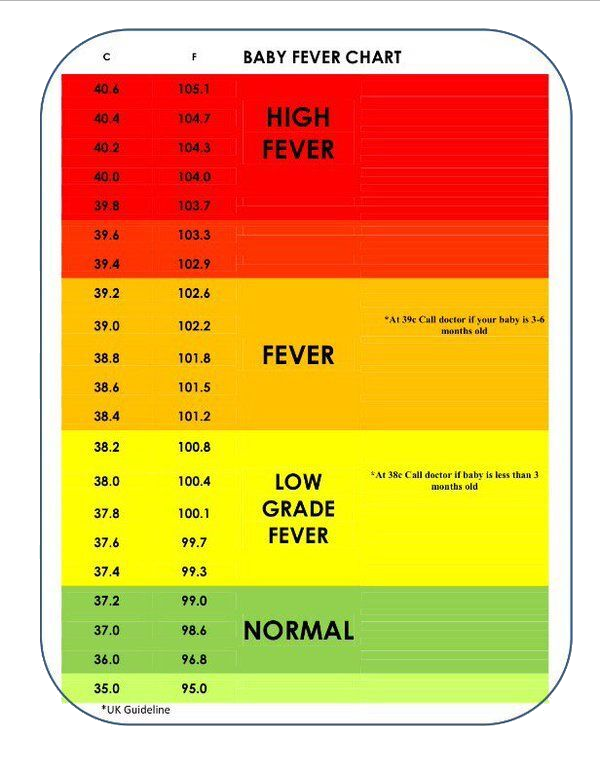 C F BABY FEVER CHART
40.6 105.1
40.4 104.7 HIGH
40.2 104.3 FEVER
40.0 104.0
39.8 103.7
39.6 103.3
39.4 102.9
39.2 102.6
39.0 102.2 *At 39c Call doctor if your baby is 3-6
months old
38.8 101.8 FEVER
38.6 101.5
38.4 101.2
38.2 100.8
38.0 100.4 LOW *At 38c Call doctor if baby is less than 3
months old
37.8 100.1 GRADE
37.6 99.7 FEVER
37.4 99.3
37.2 99.0
37.0 98.6 NORMAL
36.0 96.8
35.0 95.0
*UK Guideline